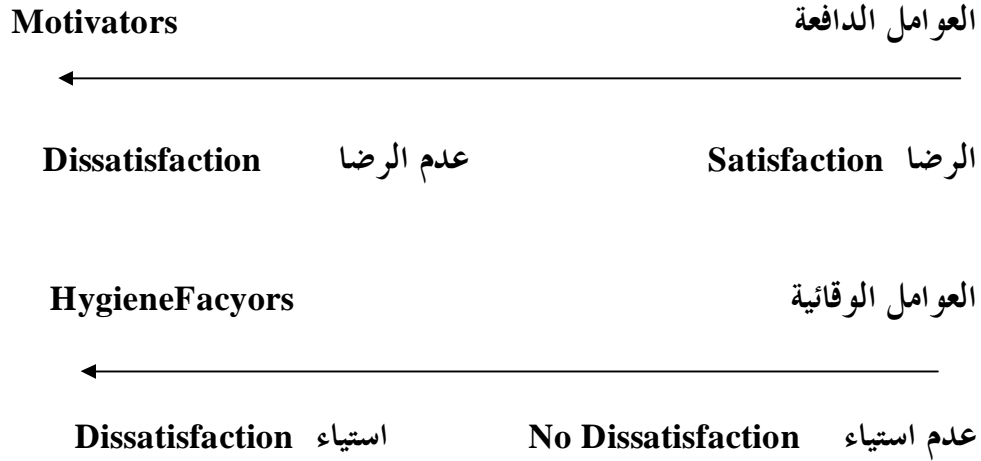 العوامل الدافعة Motivators
الرضا Satisfaction عدم الرضا Dissatisfaction
العوامل الوقائية HygieneFacyors
عدم استياء No Dissatisfaction استياء Dissatisfaction